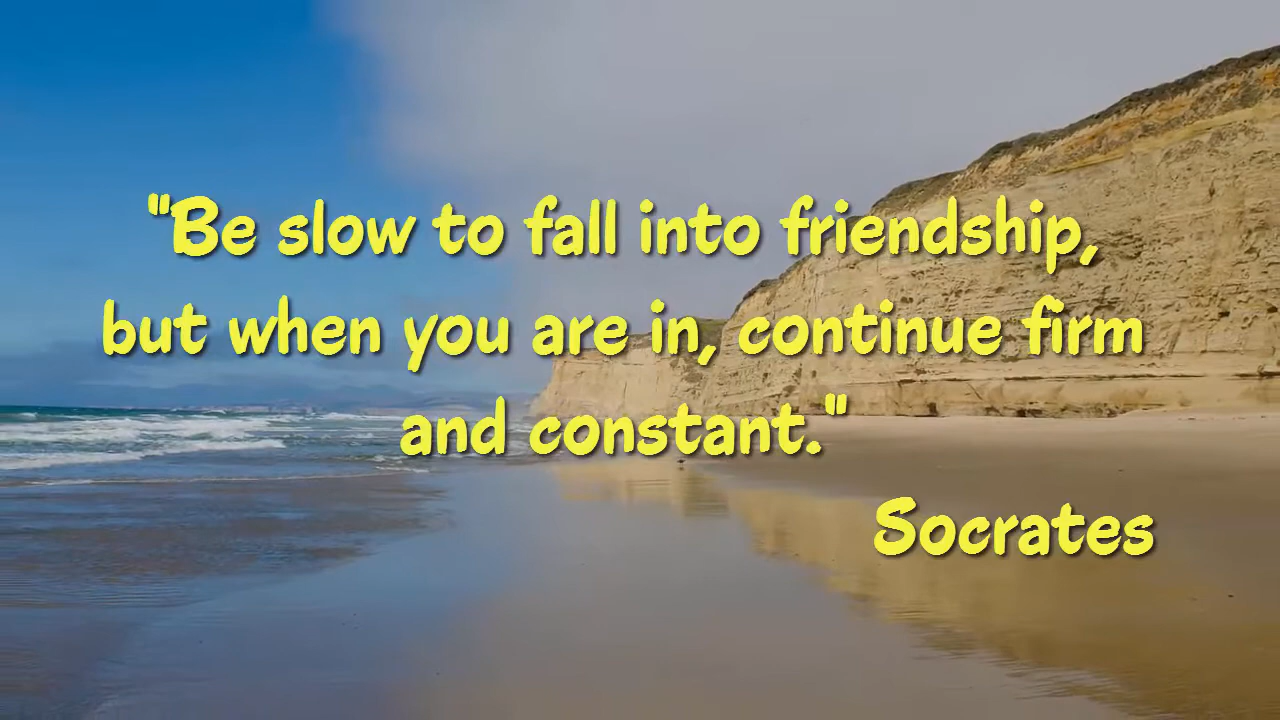 "Be slow to fall into friendship,
but when you are in, continue firm
and constant."
Socrates